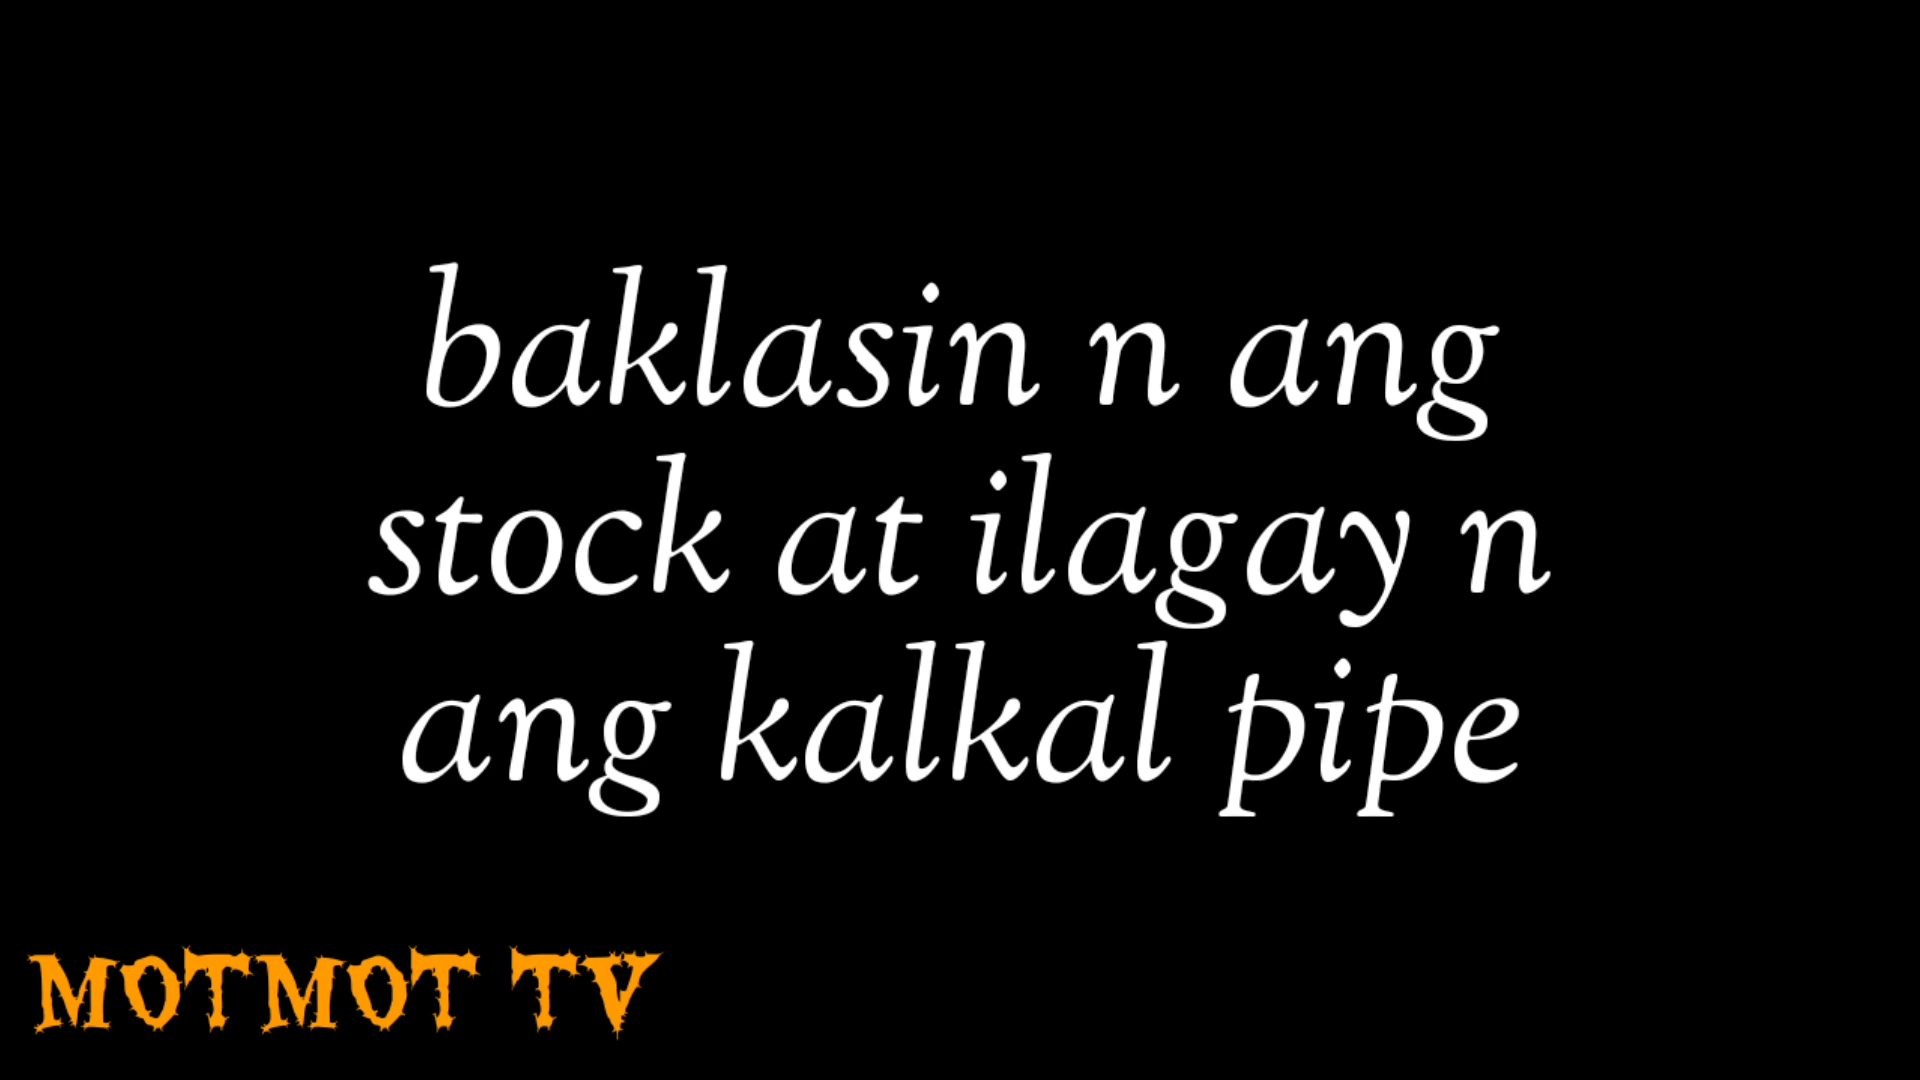 baklasin n ang
stock at ilagay n
ang kalkal pipe
MOTMOT TV